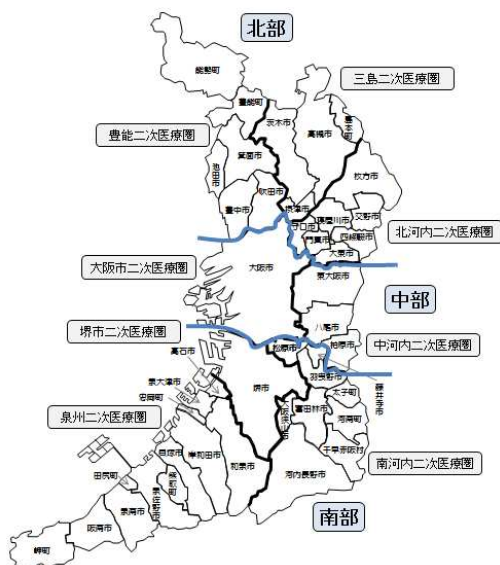 北部
能勢町
三島二次医療圏
豊能町
茨木市
高槻市
島本町
豊能二次医療圏
箕面市
池田市
枚方市
吹田市
豊中市
摂津市
寝屋川市
交野市
守口市
門真市
四條畷市
北河内二次医療圏
大東市
大阪市二次医療圏
大阪市
東大阪市
中部
堺市二次医療圏
八尾市
柏原市
中河内二次医療圏
松原市
高石市
羽曳野市
藤井寺市
泉大津市
忠岡町
堺市
太子町
大阪狭山市
富田林市
河南町
泉州二次医療圏
千早赤阪村
貝塚市
岸和田市
和泉市
南河内二次医療圏
田尻町
熊取町
河内長野市
泉佐野市
泉南市
阪南市
南部
岬町